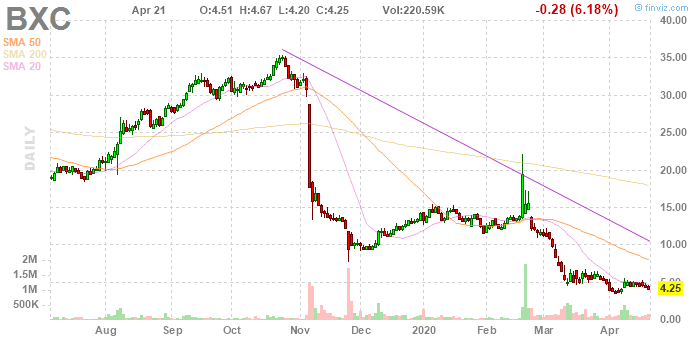 BXC Apr 21 O:4.51 H:4.67 L:4.20 C:4.25 Vol:220.59K -0.28 (6.18%)
© finviz.com
SMA 50
SMA 200
SMA 20
DAILY
40.00
35.00
30.00
25.00
20.00
15.00
10.00
5.00
4.25
2M
1.5M
1M
500K
Aug Sep Oct Nov Dec 2020 Feb Mar Apr